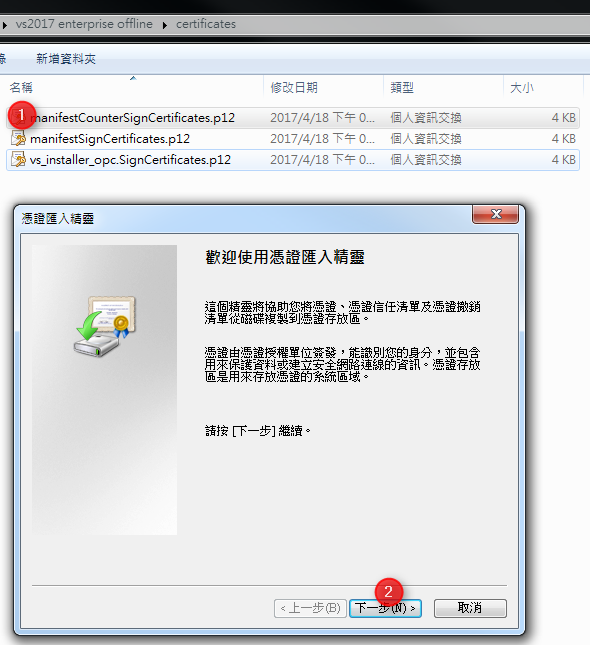 vs2017 enterprise offline ▸ certificates
新增資料夾
名稱 修改日期 類型 大小
1
manifestCounterSignCertificates.p12 2017/4/18 下午 0... 個人資訊交換 4 KB
manifestSignCertificates.p12 2017/4/18 下午 0... 個人資訊交換 4 KB
vs_installer_opc.SignCertificates.p12 2017/4/18 下午 0... 個人資訊交換 4 KB
憑證匯入精靈
歡迎使用憑證匯入精靈
這個精靈將協助您將憑證、憑證信任清單及憑證撤銷
清單從磁碟複製到憑證存放區。
憑證由憑證授權單位簽發，能識別您的身分，並包含
用來保護資料或建立安全網路連線的資訊。憑證存放
區是用來存放憑證的系統區域。
請按 [下一步] 繼續。
2
< 上一步(B) 下一步(N) > 取消